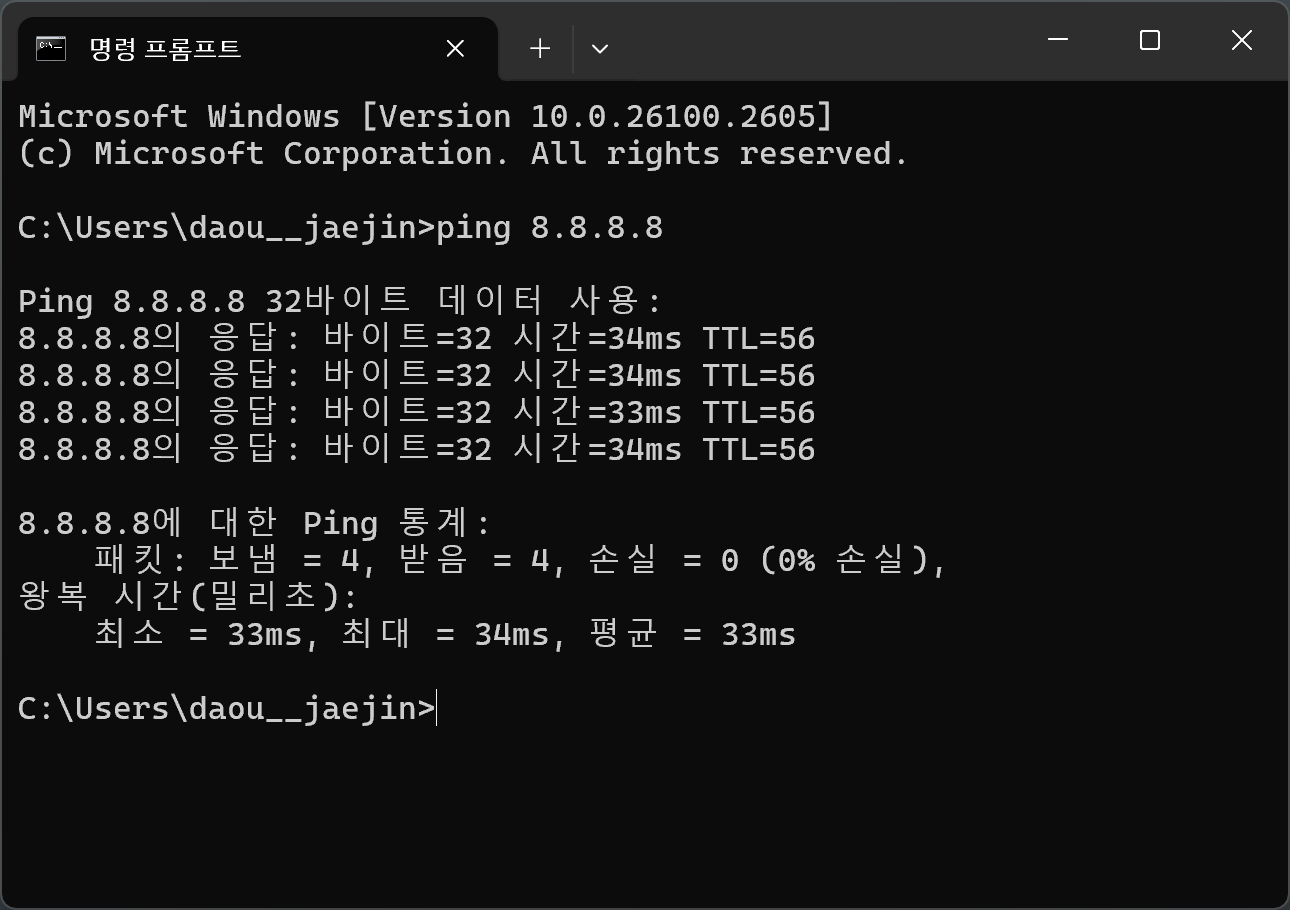 명령 프롬프트
Microsoft Windows [Version 10.0.26100.2605]
(c) Microsoft Corporation. All rights reserved.
C:\Users\daou__jaejin>ping 8.8.8.8
Ping 8.8.8.8 32바이트 데이터 사용:
8.8.8.8의 응답: 바이트=32 시간=34ms TTL=56
8.8.8.8의 응답: 바이트=32 시간=34ms TTL=56
8.8.8.8의 응답: 바이트=32 시간=33ms TTL=56
8.8.8.8의 응답: 바이트=32 시간=34ms TTL=56
8.8.8.8에 대한 Ping 통계:
    패킷: 보냄 = 4, 받음 = 4, 손실 = 0 (0% 손실),
왕복 시간(밀리초):
    최소 = 33ms, 최대 = 34ms, 평균 = 33ms
C:\Users\daou__jaejin>